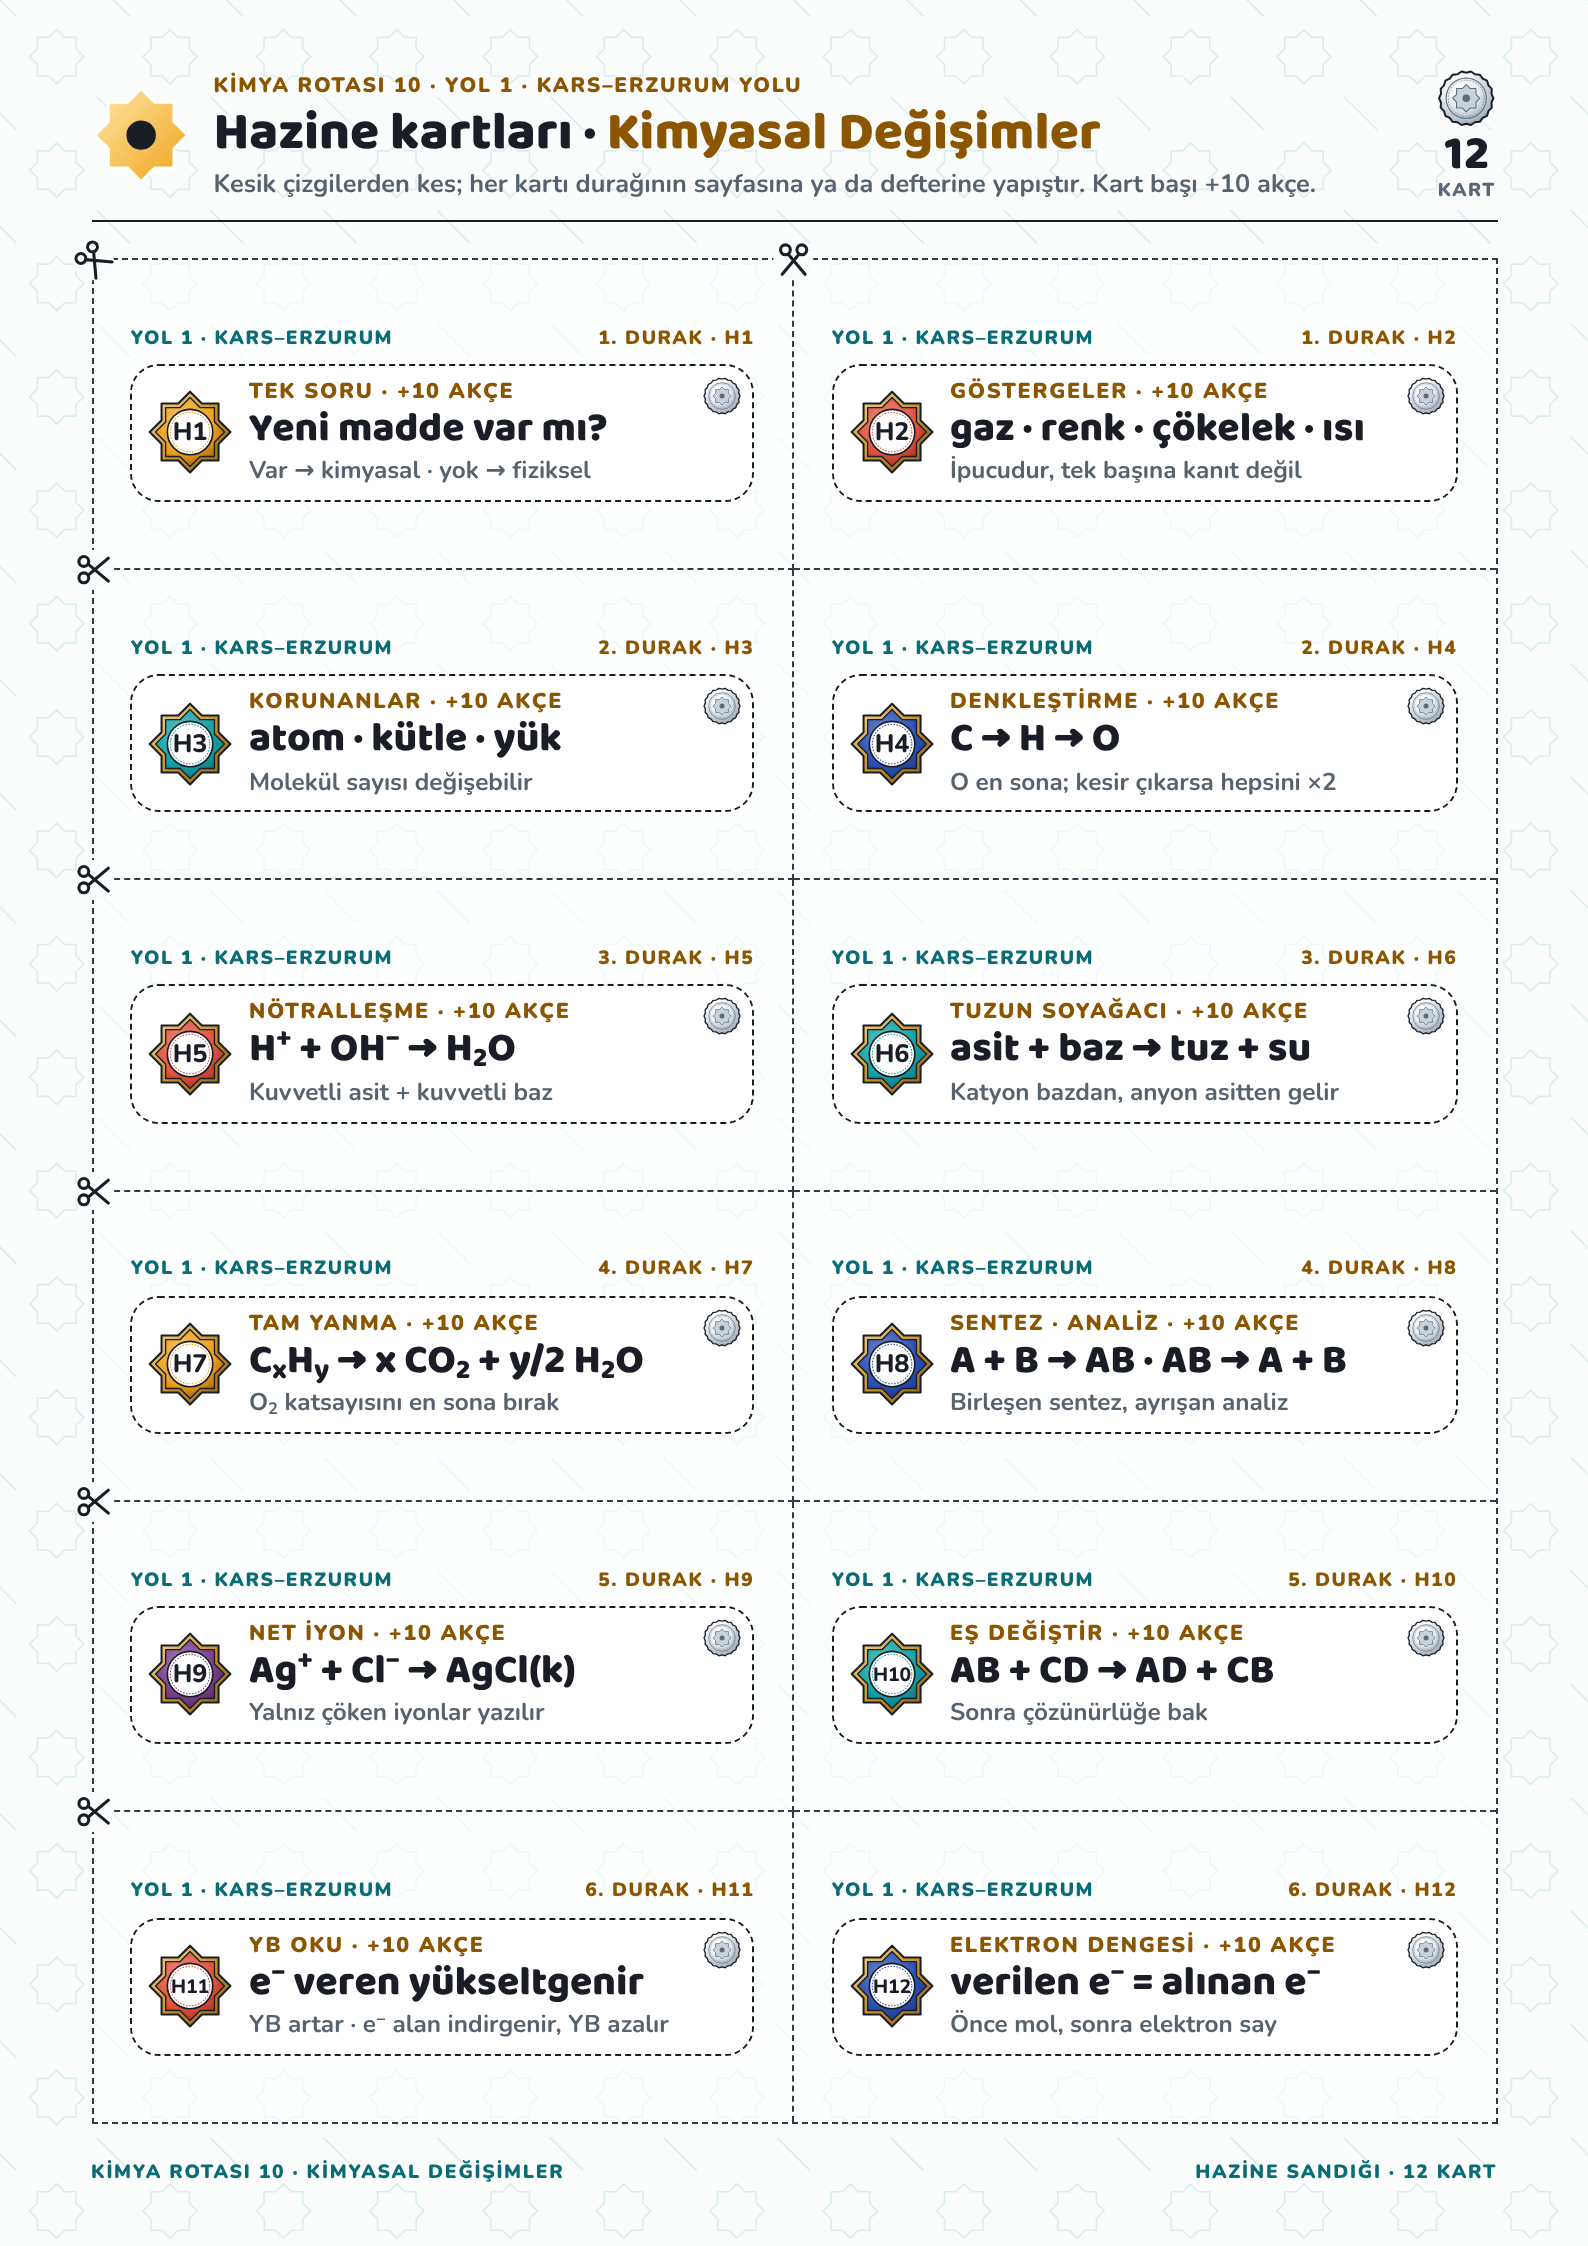 KİMYA ROTASI 10 · YOL 1 · KARS–ERZURUM YOLU
Hazine kartları · Kimyasal Değişimler
Kesik çizgilerden kes; her kartı durağının sayfasına ya da defterine yapıştır. Kart başı +10 akçe.
12
KART
YOL 1 · KARS–ERZURUM
1. DURAK · H1
H1
TEK SORU · +10 AKÇE
Yeni madde var mı?
Var → kimyasal · yok → fiziksel
YOL 1 · KARS–ERZURUM
1. DURAK · H2
H2
GÖSTERGELER · +10 AKÇE
gaz · renk · çökelek · ısı
İpucudur, tek başına kanıt değil
YOL 1 · KARS–ERZURUM
2. DURAK · H3
H3
KORUNANLAR · +10 AKÇE
atom · kütle · yük
Molekül sayısı değişebilir
YOL 1 · KARS–ERZURUM
2. DURAK · H4
H4
DENKLEŞTİRME · +10 AKÇE
C → H → O
O en sona; kesir çıkarsa hepsini ×2
YOL 1 · KARS–ERZURUM
3. DURAK · H5
H5
NÖTRALLEŞME · +10 AKÇE
H⁺ + OH⁻ → H₂O
Kuvvetli asit + kuvvetli baz
YOL 1 · KARS–ERZURUM
3. DURAK · H6
H6
TUZUN SOYAĞACI · +10 AKÇE
asit + baz → tuz + su
Katyon bazdan, anyon asitten gelir
YOL 1 · KARS–ERZURUM
4. DURAK · H7
H7
TAM YANMA · +10 AKÇE
CₓHᵧ → x CO₂ + y/2 H₂O
O₂ katsayısını en sona bırak
YOL 1 · KARS–ERZURUM
4. DURAK · H8
H8
SENTEZ · ANALİZ · +10 AKÇE
A + B → AB · AB → A + B
Birleşen sentez, ayrışan analiz
YOL 1 · KARS–ERZURUM
5. DURAK · H9
H9
NET İYON · +10 AKÇE
Ag⁺ + Cl⁻ → AgCl(k)
Yalnız çöken iyonlar yazılır
YOL 1 · KARS–ERZURUM
5. DURAK · H10
H10
EŞ DEĞİŞTİR · +10 AKÇE
AB + CD → AD + CB
Sonra çözünürlüğe bak
YOL 1 · KARS–ERZURUM
6. DURAK · H11
H11
YB OKU · +10 AKÇE
e⁻ veren yükseltgenir
YB artar · e⁻ alan indirgenir, YB azalır
YOL 1 · KARS–ERZURUM
6. DURAK · H12
H12
ELEKTRON DENGESİ · +10 AKÇE
verilen e⁻ = alınan e⁻
Önce mol, sonra elektron say
KİMYA ROTASI 10 · KİMYASAL DEĞİŞİMLER
HAZİNE SANDIĞI · 12 KART